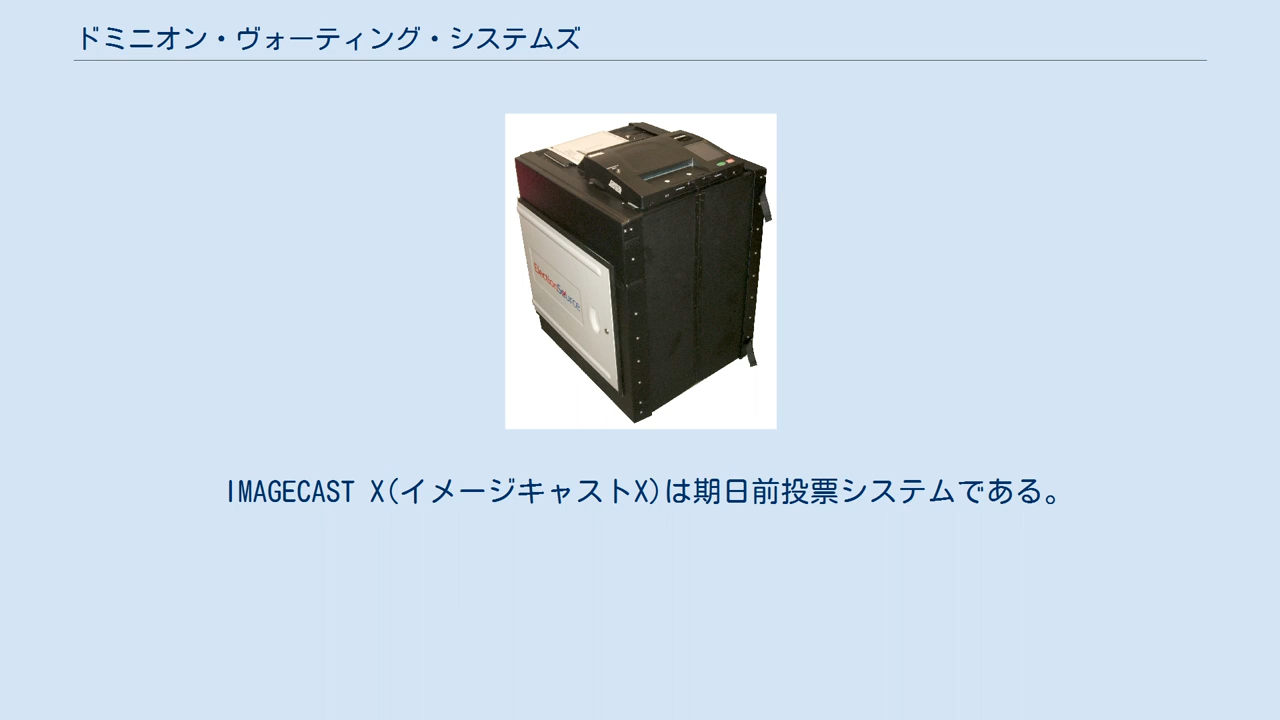 ドミニオン・ヴォーティング・システムズ
ElectionSource
IMAGECAST X(イメージキャストX)は期日前投票システムである。